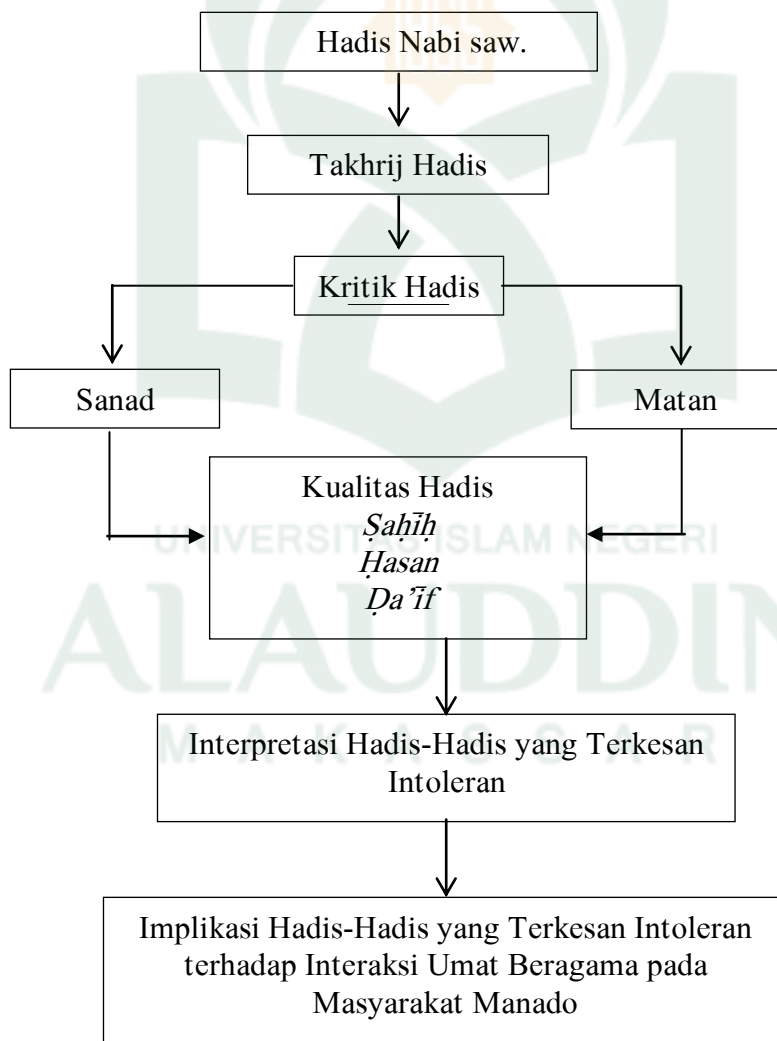 Hadis Nabi saw.
Takhrij Hadis
Kritik Hadis
Sanad
Matan
Kualitas Hadis
Ṣaḥīḥ
Ḥasan
Ḍa’īf
UNIVERSITAS ISLAM NEGERI
ALAUDDIN
MAKASSAR
Interpretasi Hadis-Hadis yang Terkesan
Intoleran
Implikasi Hadis-Hadis yang Terkesan Intoleran
terhadap Interaksi Umat Beragama pada
Masyarakat Manado